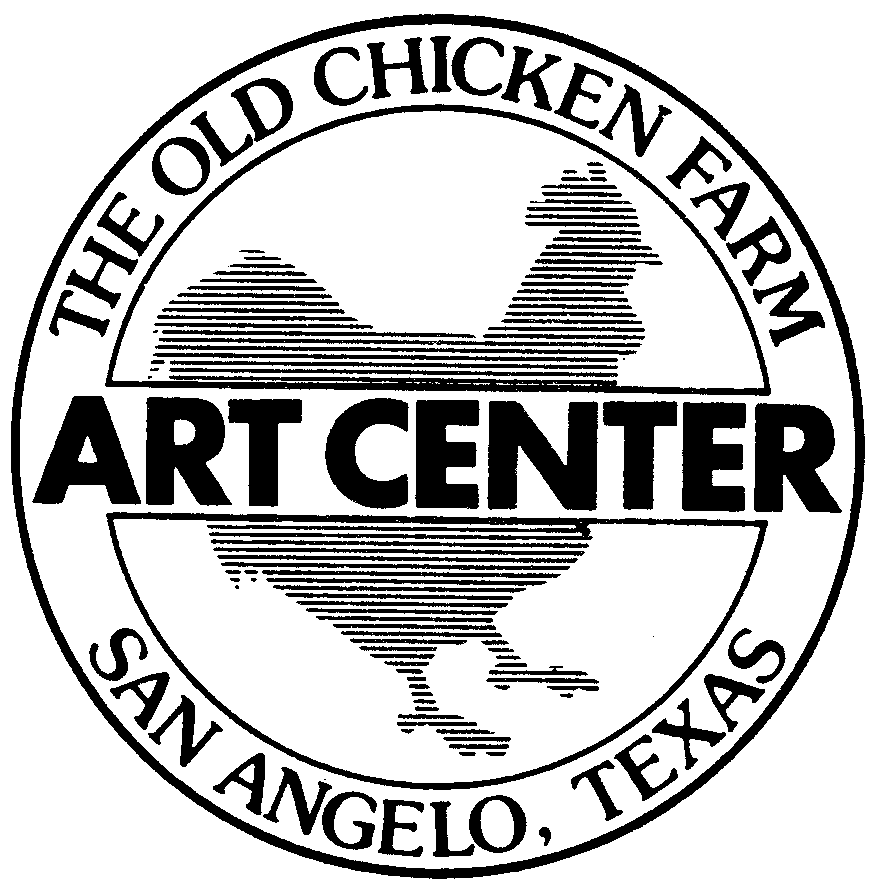 THE OLD CHICKEN FARM
ART CENTER
SAN ANGELO, TEXAS